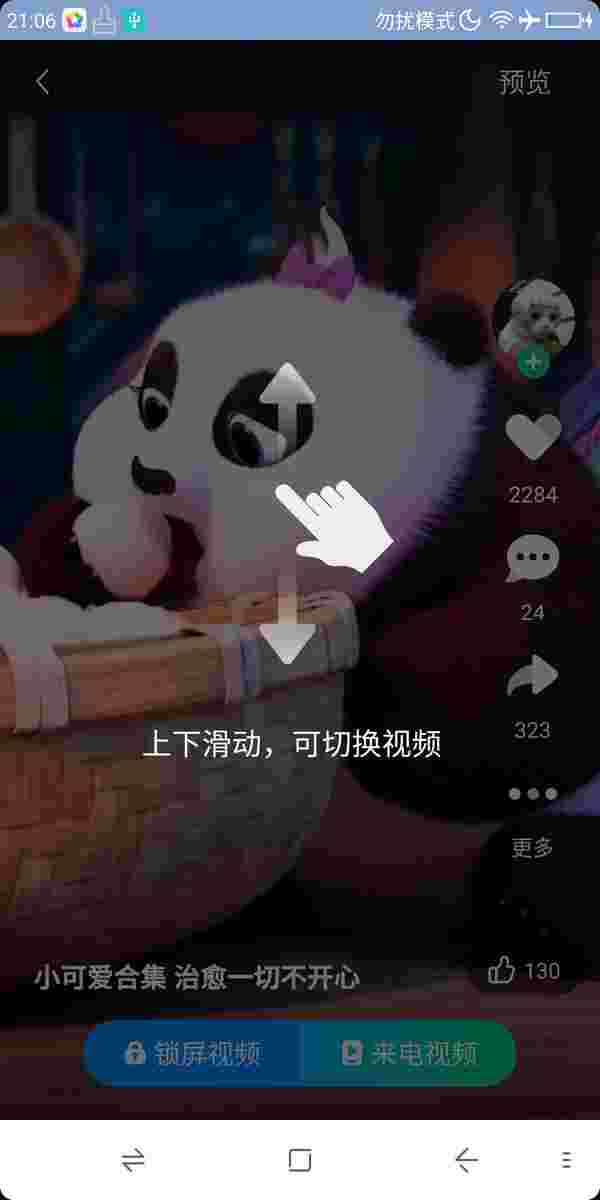 21:06
勿扰模式
预览
2284
24
323
上下滑动，可切换视频
更多
小可爱合集 治愈一切不开心
130
锁屏视频
来电视频